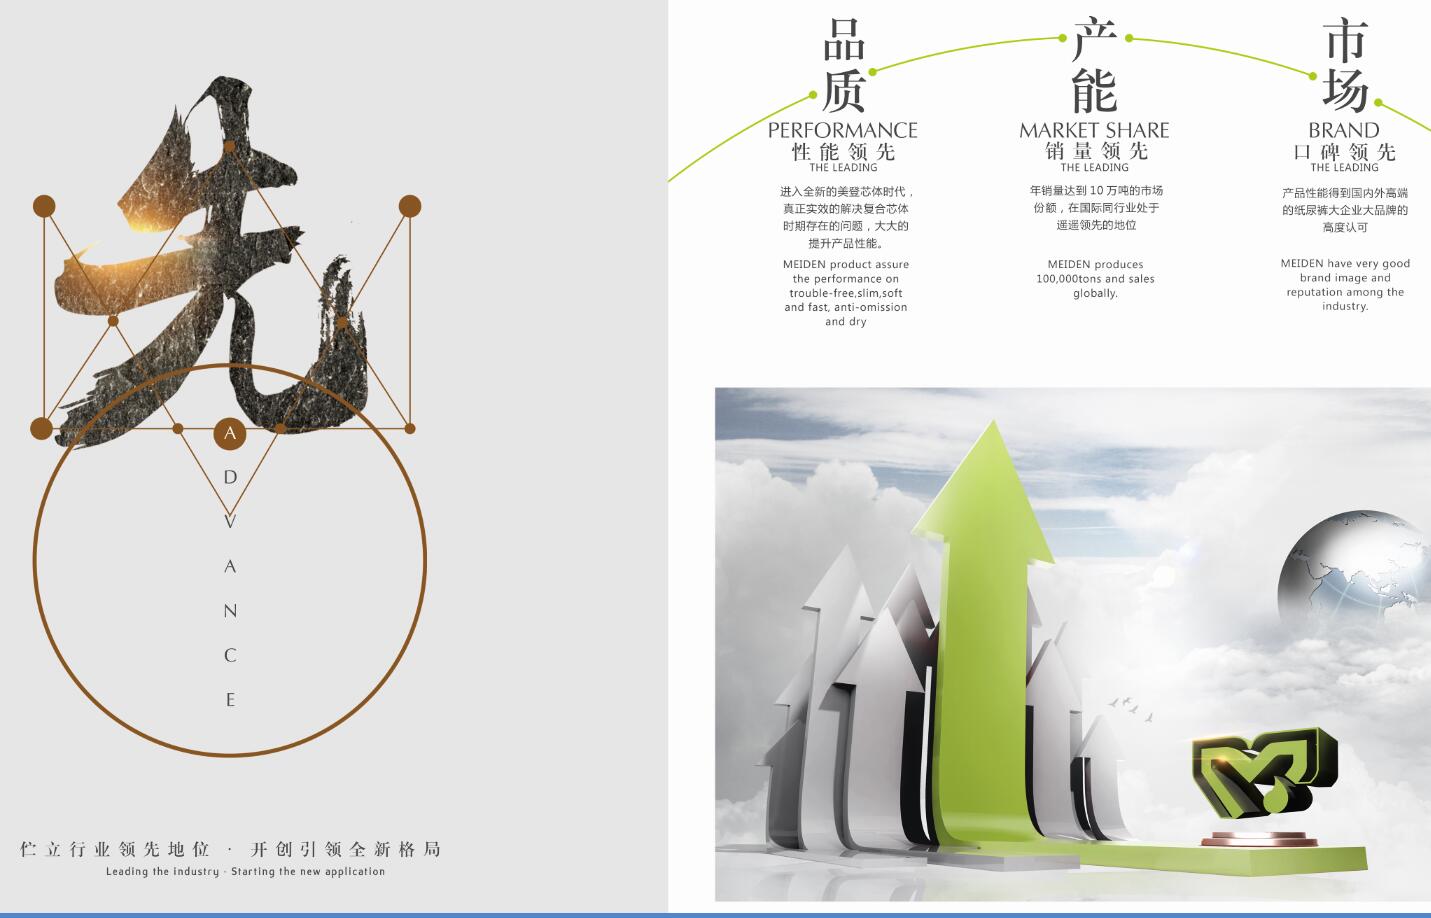 先
A
D
V
A
N
C
E
伫立行业领先地位 · 开创引领全新格局
Leading the industry · Starting the new application
品
质
PERFORMANCE
性能领先
THE LEADING
进入全新的美登芯体时代，
真正实效的解决复合芯体
时期存在的问题，大大的
提升产品性能。
MEIDEN product assure
the performance on
trouble-free,slim,soft
and fast, anti-omission
and dry
产
能
MARKET SHARE
销量领先
THE LEADING
年销量达到 10 万吨的市场
份额，在国际同行业处于
遥遥领先的地位
MEIDEN produces
100,000tons and sales
globally.
市
场
BRAND
口碑领先
THE LEADING
产品性能得到国内外高端
的纸尿裤大企业大品牌的
高度认可
MEIDEN have very good
brand image and
reputation among the
industry.